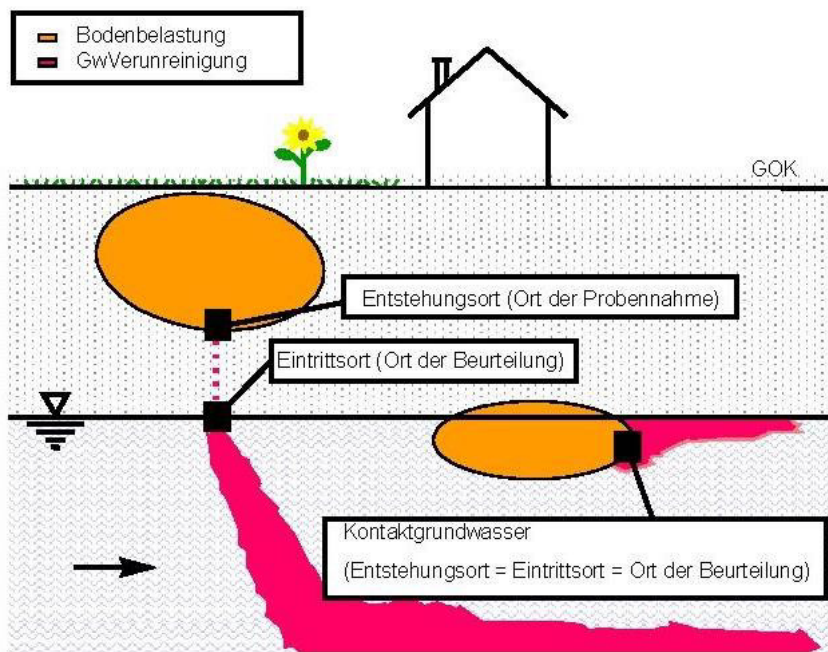 Bodenbelastung
GwVerunreinigung
GOK
Entstehungsort (Ort der Probennahme)
Eintrittsort (Ort der Beurteilung)
Kontaktgrundwasser
(Entstehungsort = Eintrittsort = Ort der Beurteilung)